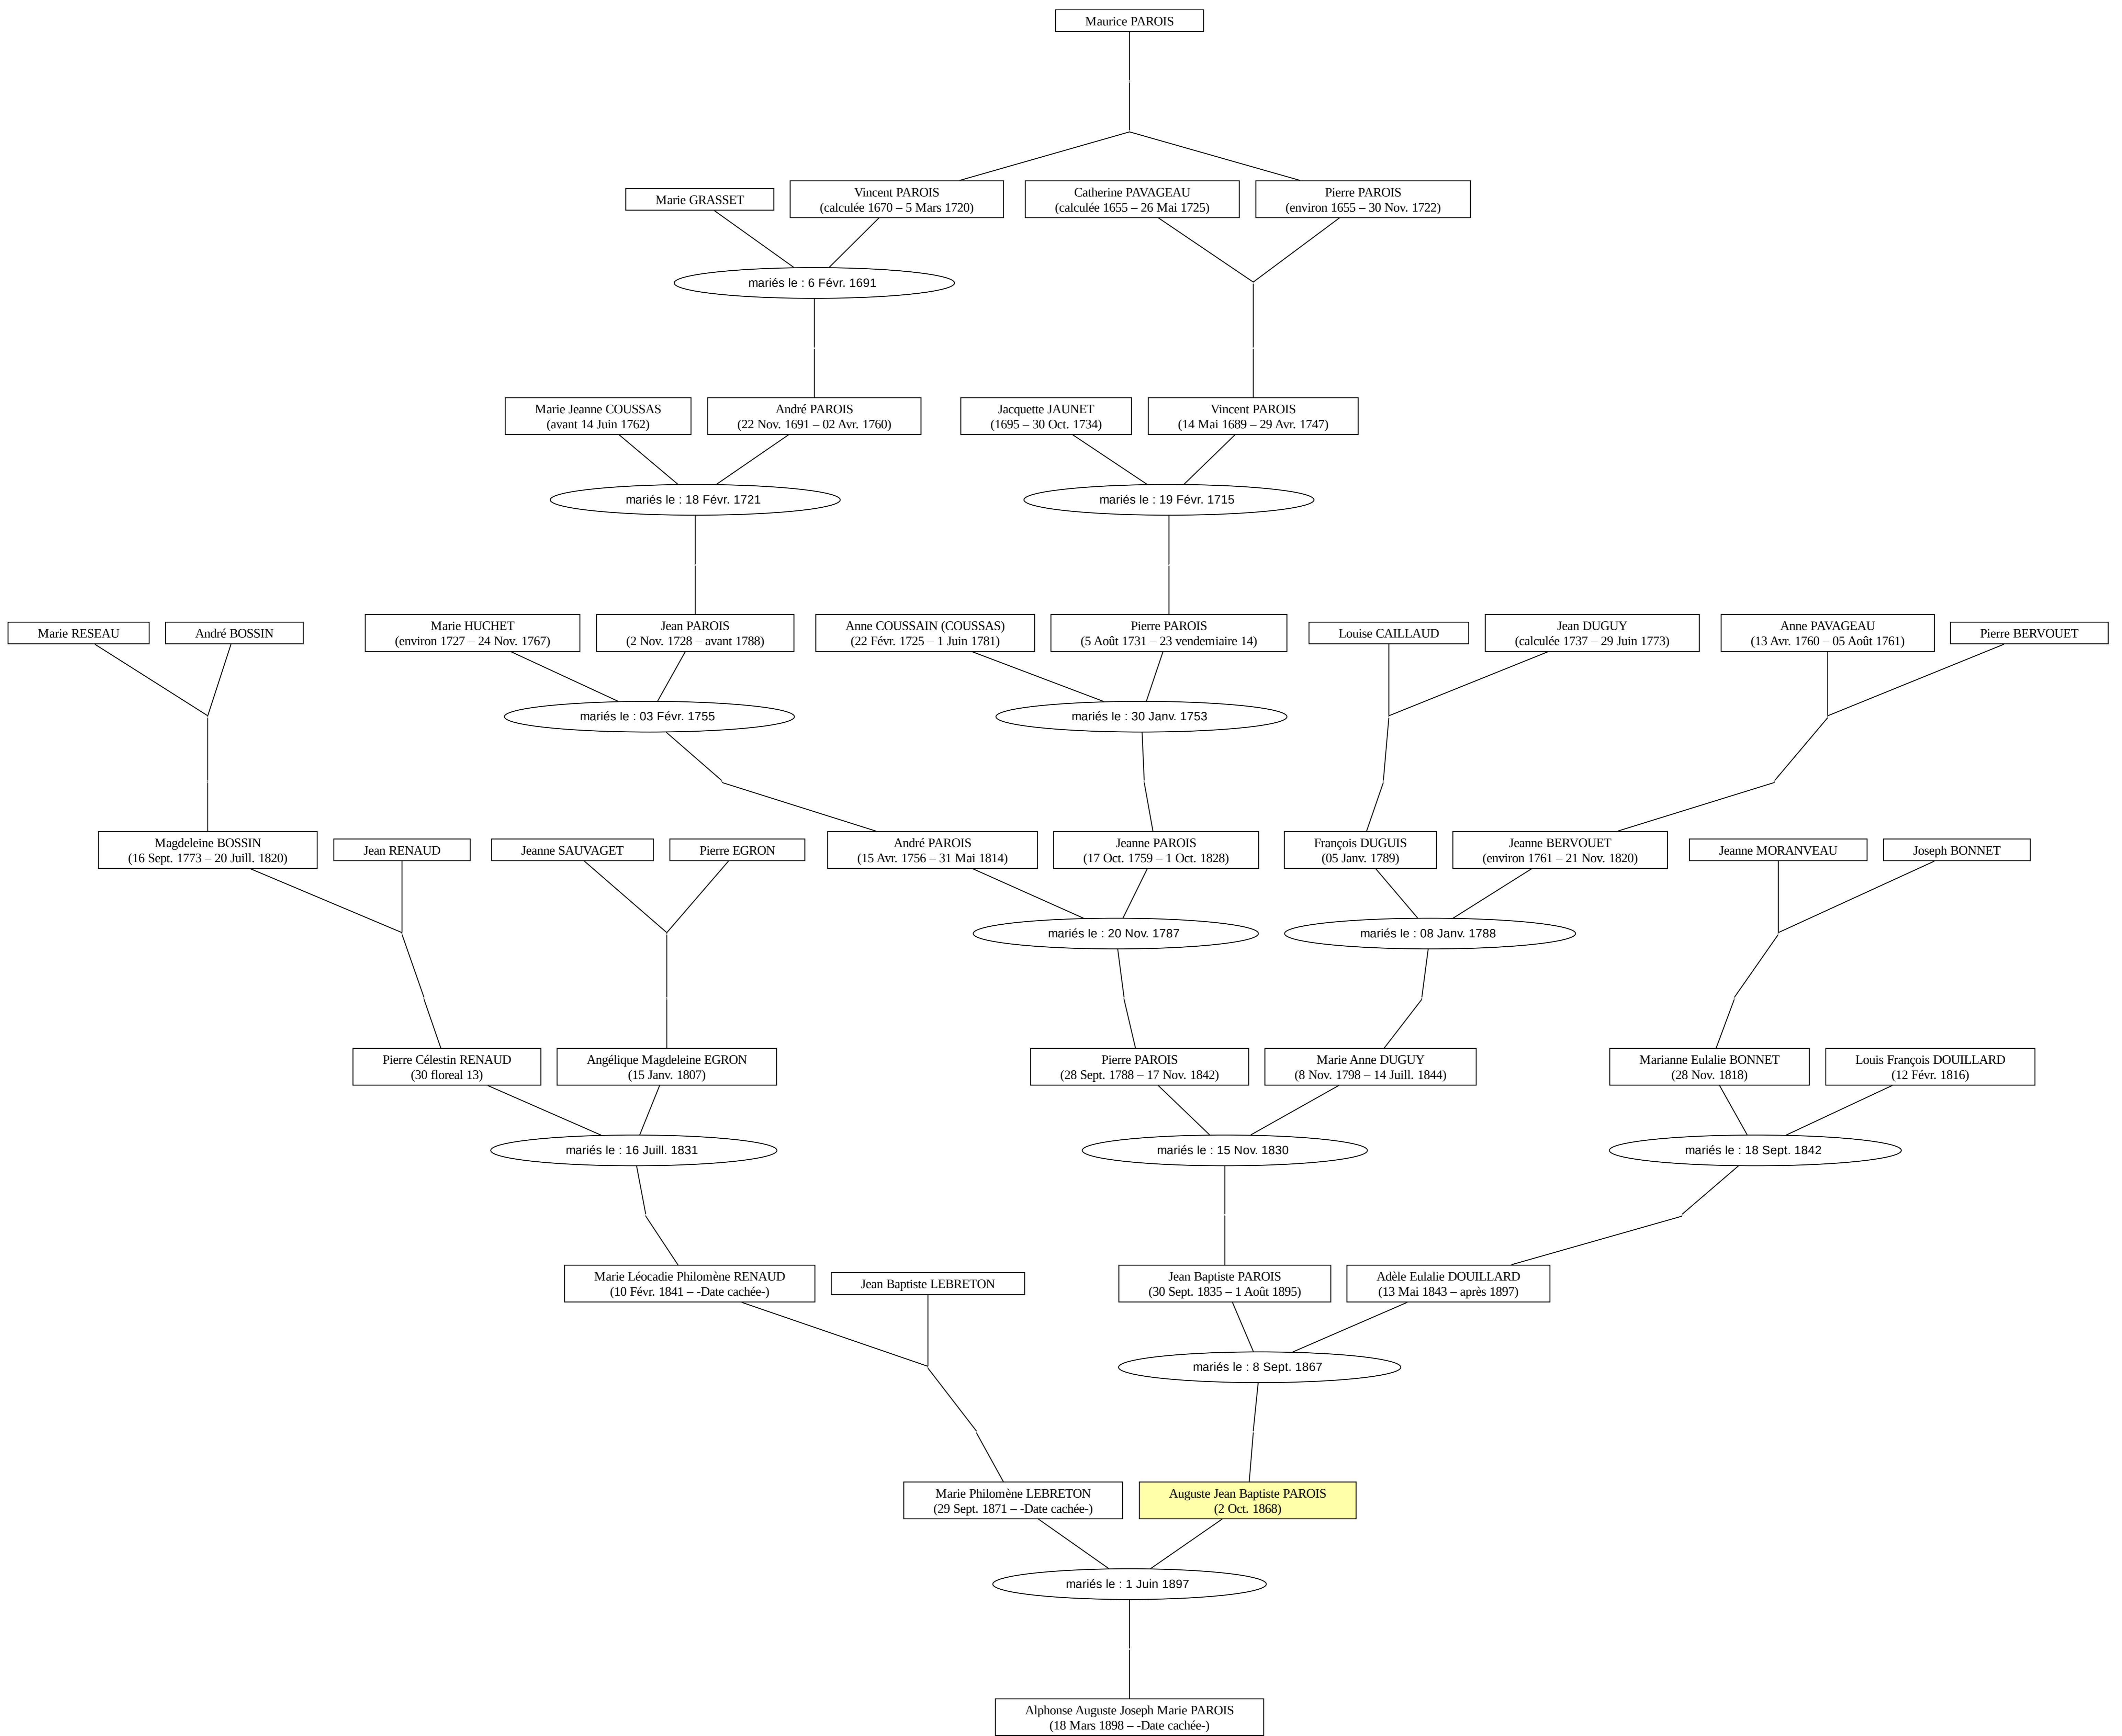 Maurice PAROIS
Marie GRASSET
Vincent PAROIS
(calculée 1670 – 5 Mars 1720)
Catherine PAVAGEAU
(calculée 1655 – 26 Mai 1725)
Pierre PAROIS
(environ 1655 – 30 Nov. 1722)
mariés le : 6 Févr. 1691
Marie Jeanne COUSSAS
(avant 14 Juin 1762)
André PAROIS
(22 Nov. 1691 – 02 Avr. 1760)
Jacquette JAUNET
(1695 – 30 Oct. 1734)
Vincent PAROIS
(14 Mai 1689 – 29 Avr. 1747)
mariés le : 18 Févr. 1721
mariés le : 19 Févr. 1715
Marie RESEAU
André BOSSIN
Marie HUCHET
(environ 1727 – 24 Nov. 1767)
Jean PAROIS
(2 Nov. 1728 – avant 1788)
Anne COUSSAIN (COUSSAS)
(22 Févr. 1725 – 1 Juin 1781)
Pierre PAROIS
(5 Août 1731 – 23 vendemiaire 14)
Louise CAILLAUD
Jean DUGUY
(calculée 1737 – 29 Juin 1773)
Anne PAVAGEAU
(13 Avr. 1760 – 05 Août 1761)
Pierre BERVOUET
mariés le : 03 Févr. 1755
mariés le : 30 Janv. 1753
Magdeleine BOSSIN
(16 Sept. 1773 – 20 Juill. 1820)
Jean RENAUD
Jeanne SAUVAGET
Pierre EGRON
André PAROIS
(15 Avr. 1756 – 31 Mai 1814)
Jeanne PAROIS
(17 Oct. 1759 – 1 Oct. 1828)
François DUGUIS
(05 Janv. 1789)
Jeanne BERVOUET
(environ 1761 – 21 Nov. 1820)
Jeanne MORANVEAU
Joseph BONNET
mariés le : 20 Nov. 1787
mariés le : 08 Janv. 1788
Pierre Célestin RENAUD
(30 floreal 13)
Angélique Magdeleine EGRON
(15 Janv. 1807)
Pierre PAROIS
(28 Sept. 1788 – 17 Nov. 1842)
Marie Anne DUGUY
(8 Nov. 1798 – 14 Juill. 1844)
Marianne Eulalie BONNET
(28 Nov. 1818)
Louis François DOUILLARD
(12 Févr. 1816)
mariés le : 16 Juill. 1831
mariés le : 15 Nov. 1830
mariés le : 18 Sept. 1842
Marie Léocadie Philomène RENAUD
(10 Févr. 1841 – -Date cachée-)
Jean Baptiste LEBRETON
Jean Baptiste PAROIS
(30 Sept. 1835 – 1 Août 1895)
Adèle Eulalie DOUILLARD
(13 Mai 1843 – après 1897)
mariés le : 8 Sept. 1867
Marie Philomène LEBRETON
(29 Sept. 1871 – -Date cachée-)
Auguste Jean Baptiste PAROIS
(2 Oct. 1868)
mariés le : 1 Juin 1897
Alphonse Auguste Joseph Marie PAROIS
(18 Mars 1898 – -Date cachée-)